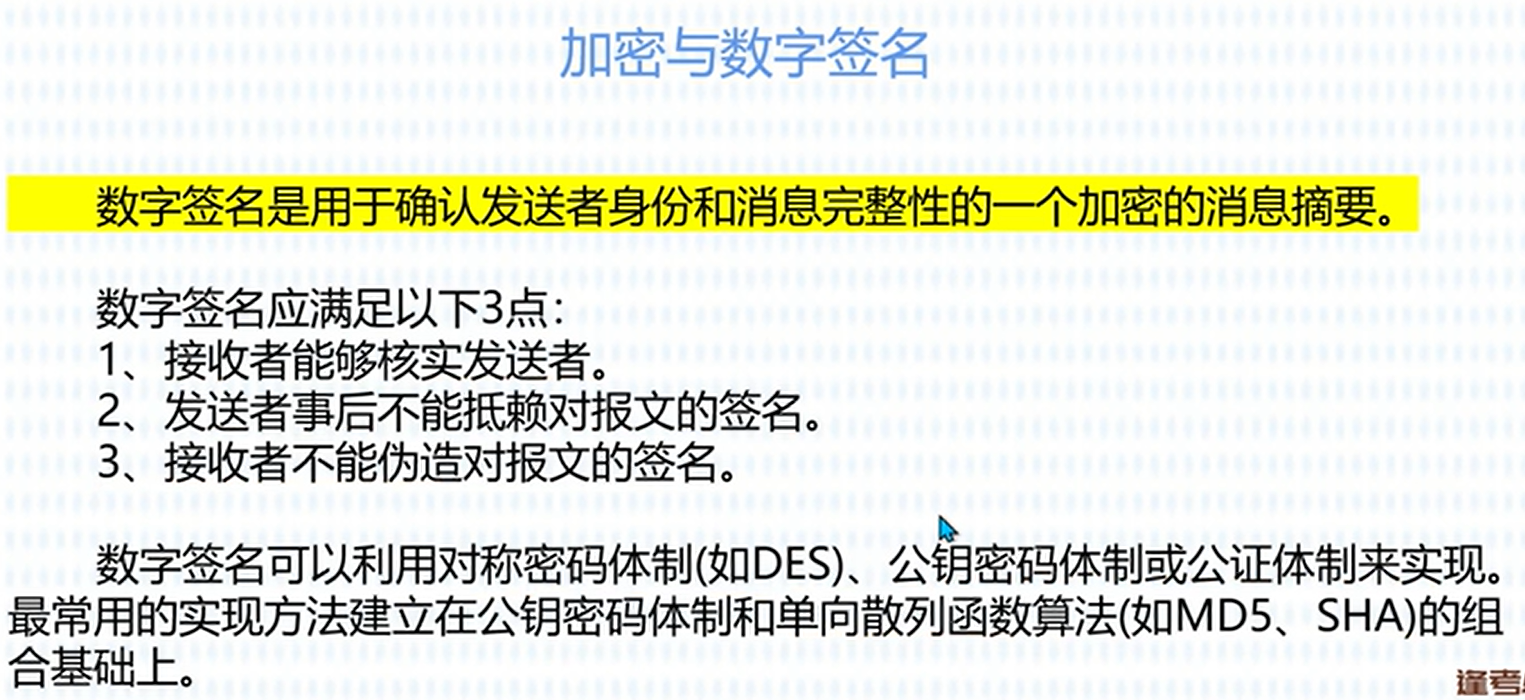 加密与数字签名
数字签名是用于确认发送者身份和消息完整性的一个加密的消息摘要。
数字签名应满足以下3点：
1、接收者能够核实发送者。
2、发送者事后不能抵赖对报文的签名。
3、接收者不能伪造对报文的签名。
数字签名可以利用对称密码体制(如DES)、公钥密码体制或公证体制来实现。
最常用的实现方法建立在公钥密码体制和单向散列函数算法(如MD5、SHA)的组
合基础上。